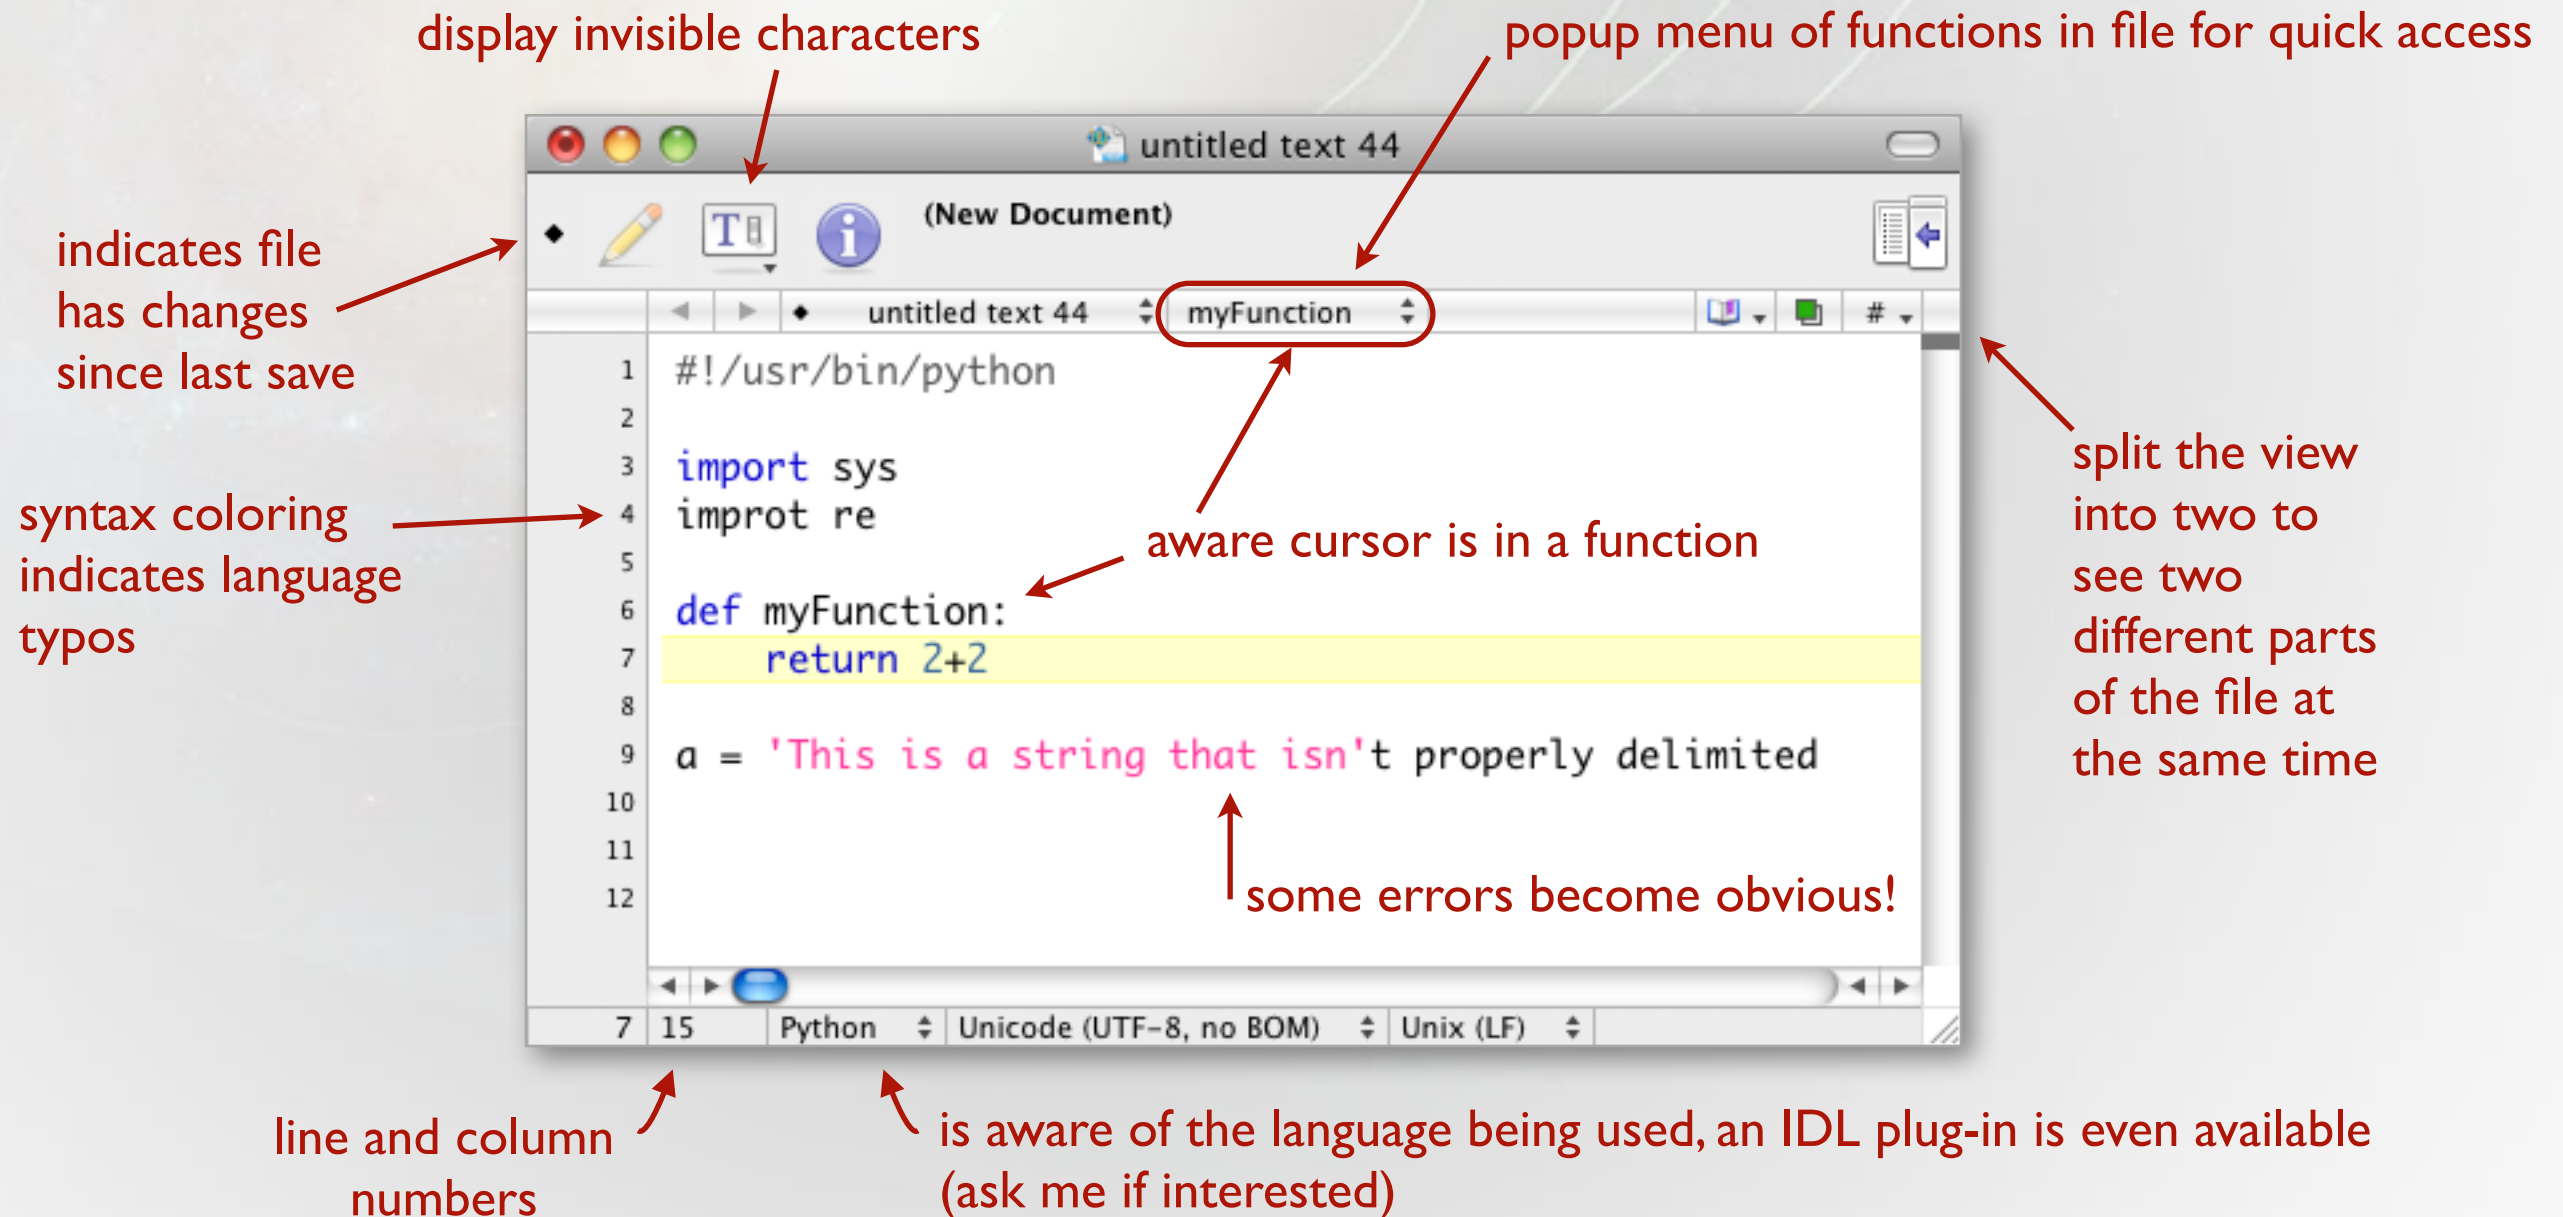 display invisible characters
popup menu of functions in file for quick access
untitled text 44
(New Document)
indicates file
has changes
since last save
untitled text 44
myFunction
#
1 #!/usr/bin/python
2
3 import sys
4 improt re
5
6 def myFunction:
7 return 2+2
8
9 a = 'This is a string that isn't properly delimited
10
11
12
syntax coloring
indicates language
typos
aware cursor is in a function
some errors become obvious!
split the view
into two to
see two
different parts
of the file at
the same time
7 15 Python Unicode (UTF-8, no BOM) Unix (LF)
line and column
numbers
is aware of the language being used, an IDL plug-in is even available
(ask me if interested)